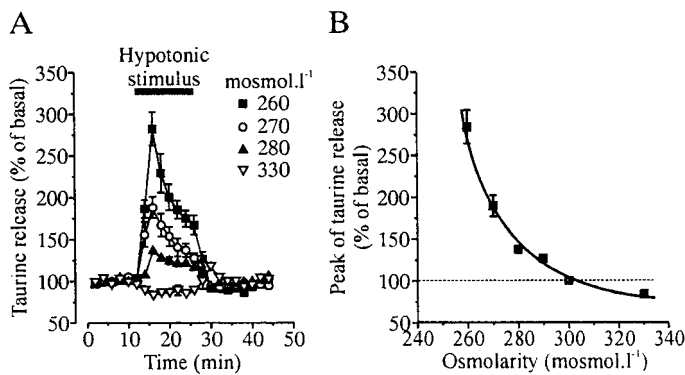 A
Hypotonic
stimulus
mosmol.l-1
260
270
280
330
350
300
250
200
150
100
50
Taurine release (% of basal)
0 10 20 30 40 50
Time (min)
B
350
300
250
200
150
100
50
Peak of taurine release
(% of basal)
240 260 280 300 320 340
Osmolarity (mosmol.l-1)